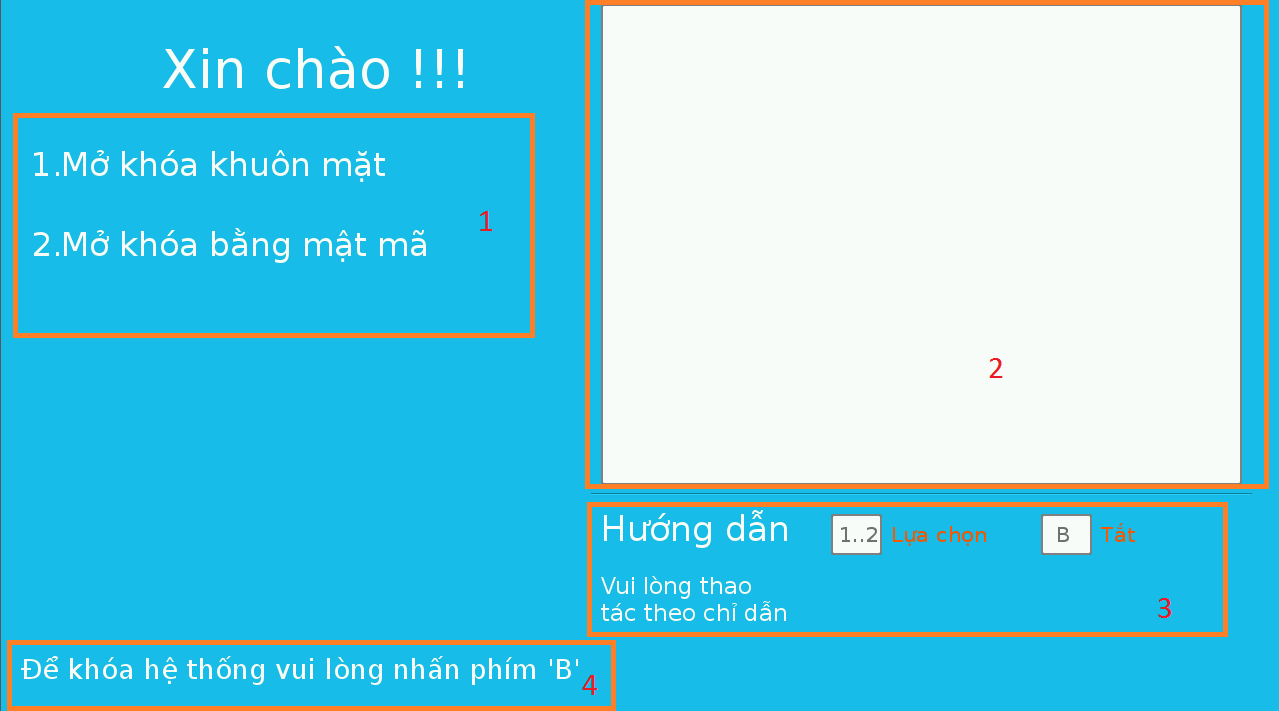 Xin chào !!!
1.Mở khóa khuôn mặt
2.Mở khóa bằng mật mã
1
2
Hướng dẫn
1..2 Lựa chọn
B Tắt
Vui lòng thao
tác theo chỉ dẫn
3
Để khóa hệ thống vui lòng nhấn phím 'B'
4